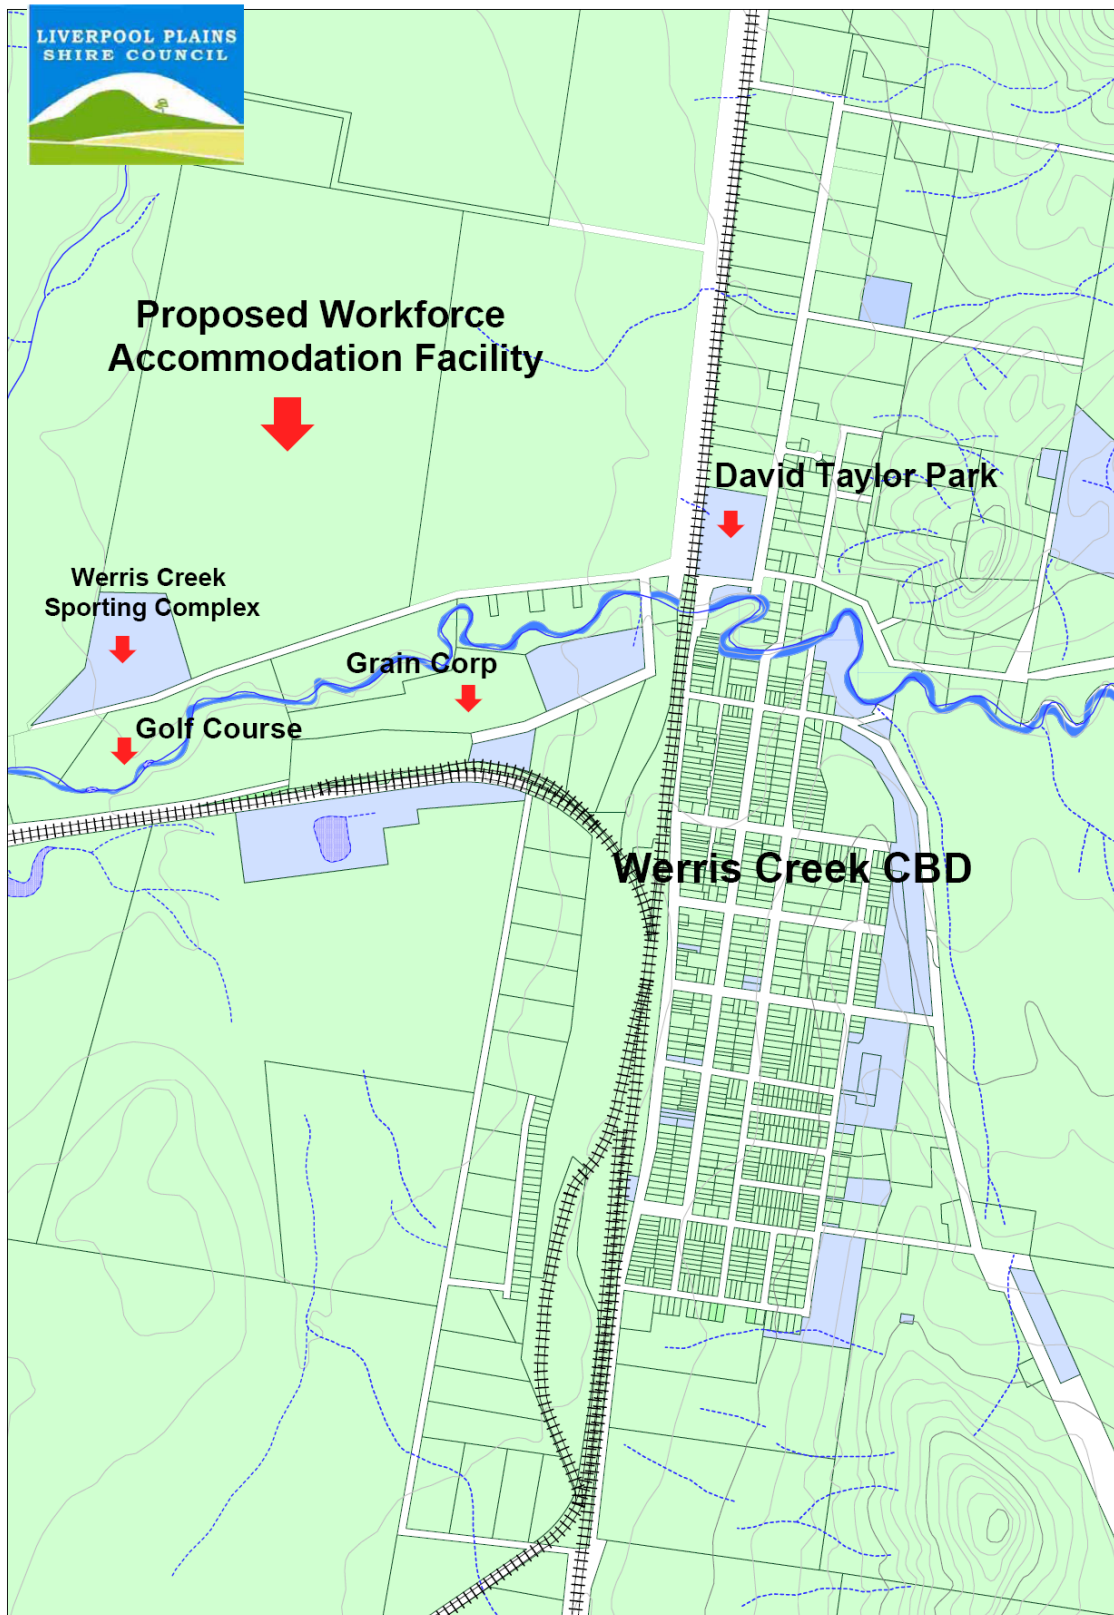 LIVERPOOL PLAINS
SHIRE COUNCIL
Proposed Workforce
Accommodation Facility
David Taylor Park
Werris Creek
Sporting Complex
Grain Corp
Golf Course
Werris Creek CBD